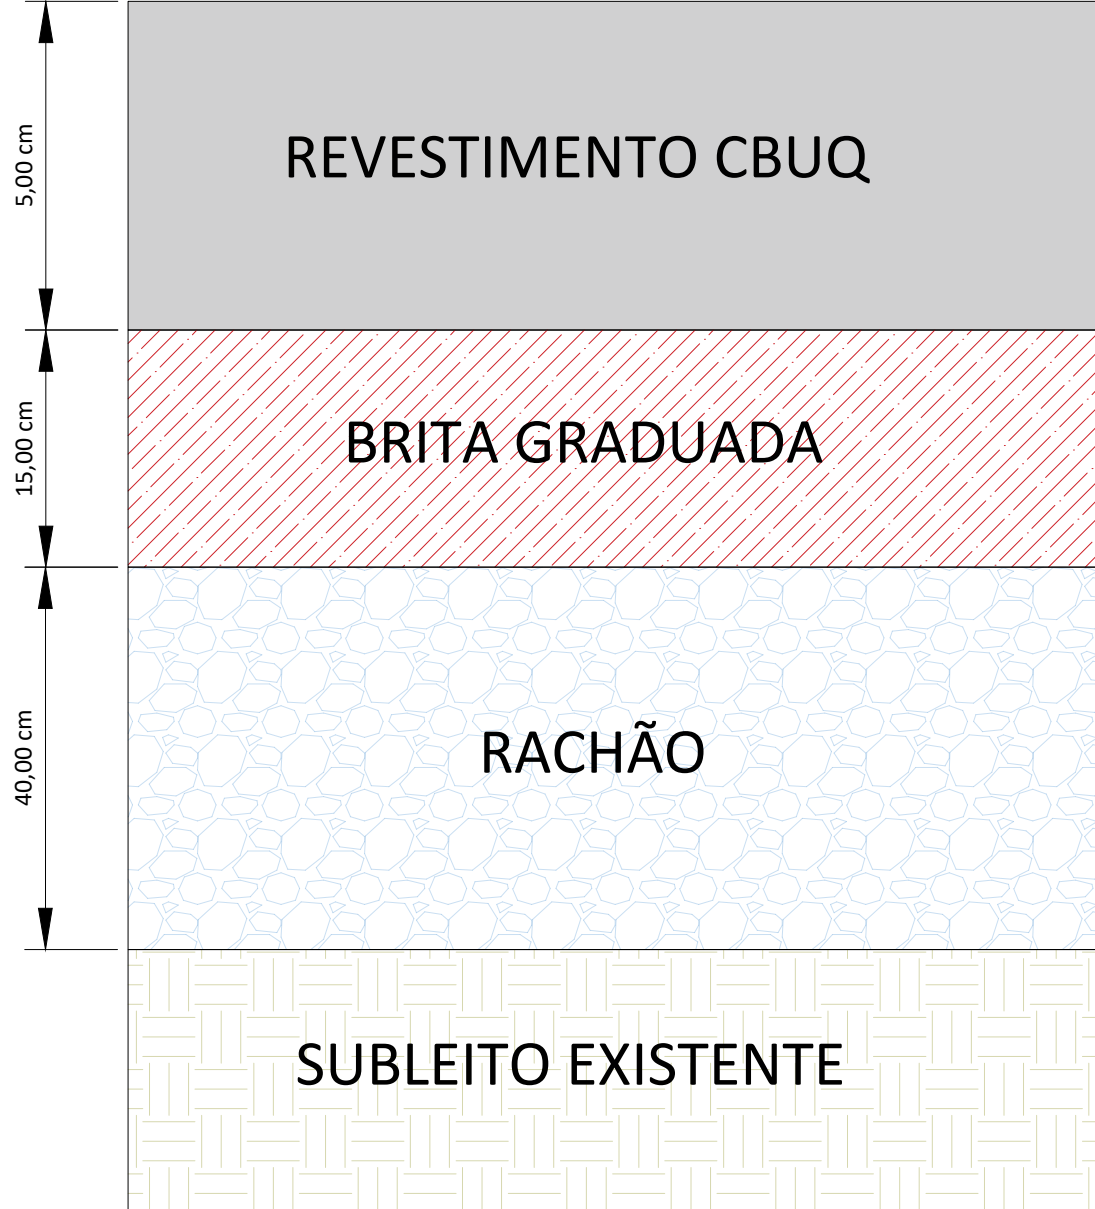 5,00 cm
REVESTIMENTO CBUQ
15,00 cm
BRITA GRADUADA
40,00 cm
RACHÃO
SUBLEITO EXISTENTE